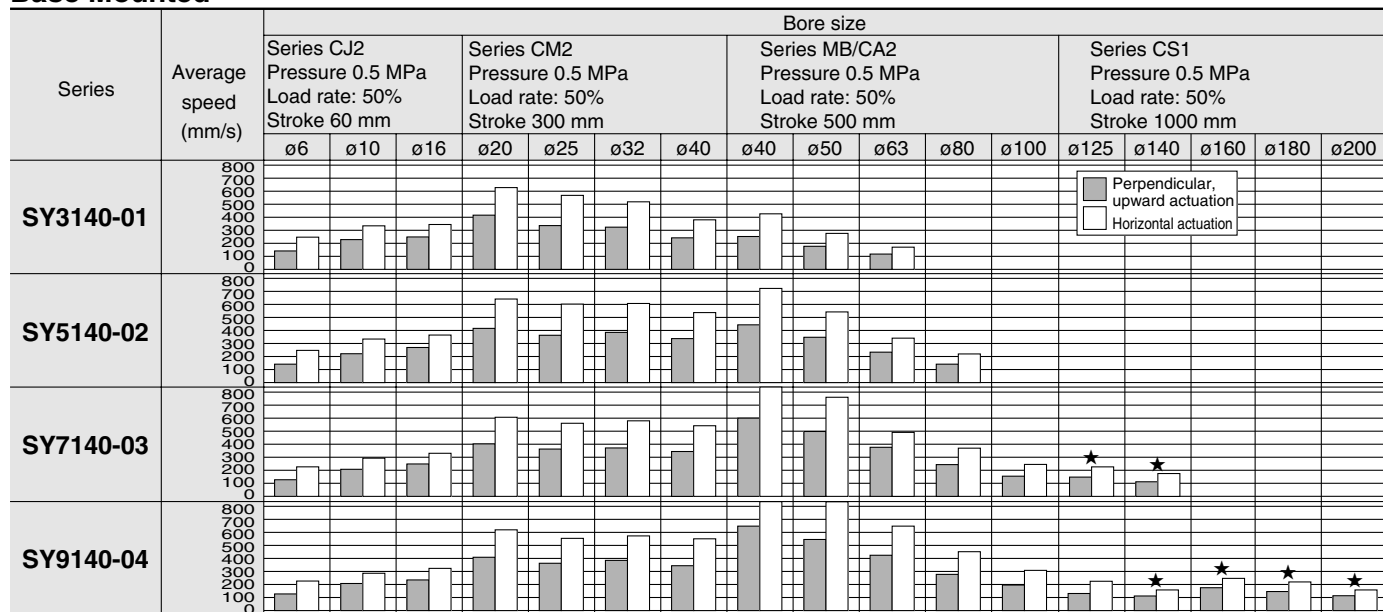 Bore size
Series
Average
speed
(mm/s)
Series CJ2
Pressure 0.5 MPa
Load rate: 50%
Stroke 60 mm
Series CM2
Pressure 0.5 MPa
Load rate: 50%
Stroke 300 mm
Series MB/CA2
Pressure 0.5 MPa
Load rate: 50%
Stroke 500 mm
Series CS1
Pressure 0.5 MPa
Load rate: 50%
Stroke 1000 mm
ø6 ø10 ø16 ø20 ø25 ø32 ø40 ø40 ø50 ø63 ø80 ø100 ø125 ø140 ø160 ø180 ø200
SY3140-01
800
700
600
500
400
300
200
100
0
Perpendicular,
upward actuation
Horizontal actuation
SY5140-02
800
700
600
500
400
300
200
100
0
SY7140-03
800
700
600
500
400
300
200
100
0
★ ★
SY9140-04
800
700
600
500
400
300
200
100
0
★ ★ ★ ★